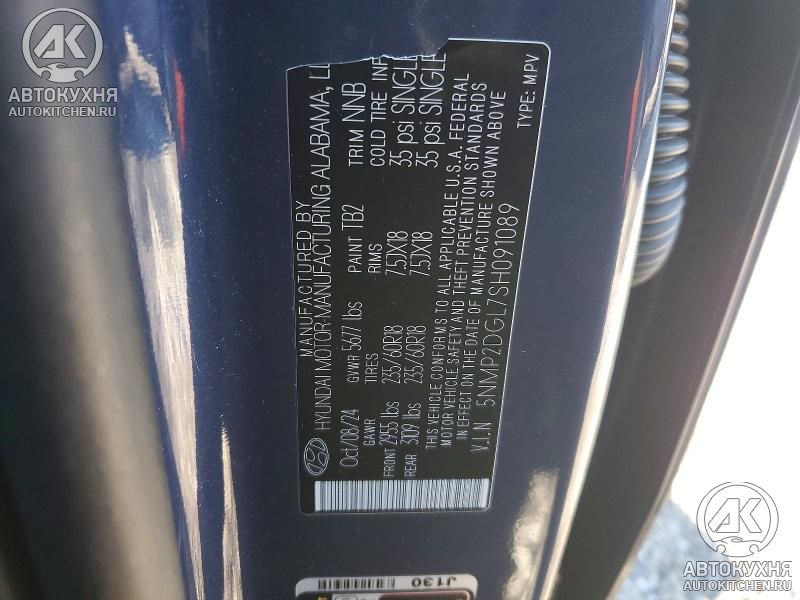 AK
АВТОКУХНЯ
AUTOKITCHEN.RU
MANUFACTURED BY
HYUNDAI MOTOR MANUFACTURING ALABAMA,
Oct/08/24 GVWR 5677 lbs PAINT TB2 TRIM NNB
GAWR TIRES RIMS COLD TIRE INF
FRONT 2955 lbs 235/60R18 7.5JX18 35 psi SINGLE
REAR 3109 lbs 235/60R18 7.5JX18 35 psi SINGLE
THIS VEHICLE CONFORMS TO ALL APPLICABLE U.S.A. FEDERAL
MOTOR VEHICLE SAFETY AND THEFT PREVENTION STANDARDS
IN EFFECT ON THE DATE OF MANUFACTURE SHOWN ABOVE
V.I.N 5NMP2DGL7SH091089 TYPE: MPV
J130
AK
АВТОКУХНЯ
AUTOKITCHEN.RU